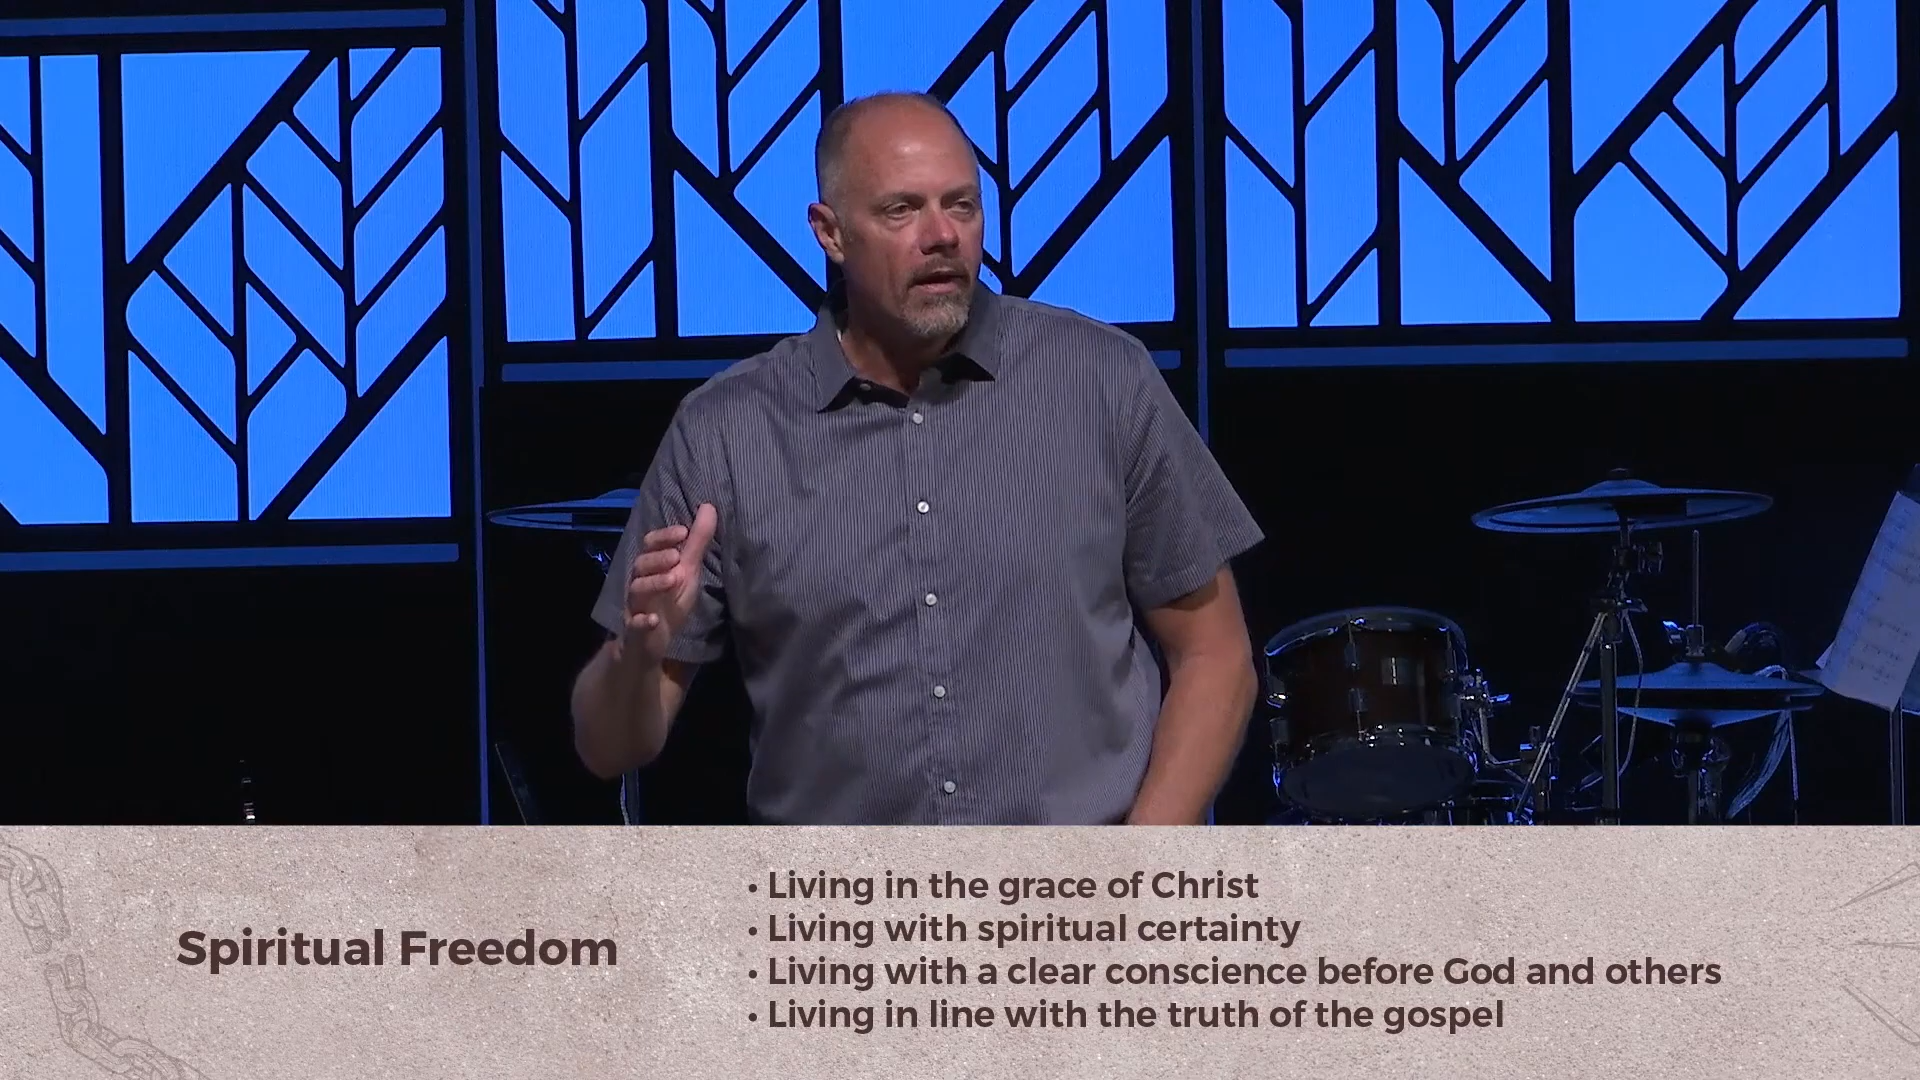 Spiritual Freedom
• Living in the grace of Christ
• Living with spiritual certainty
• Living with a clear conscience before God and others
• Living in line with the truth of the gospel